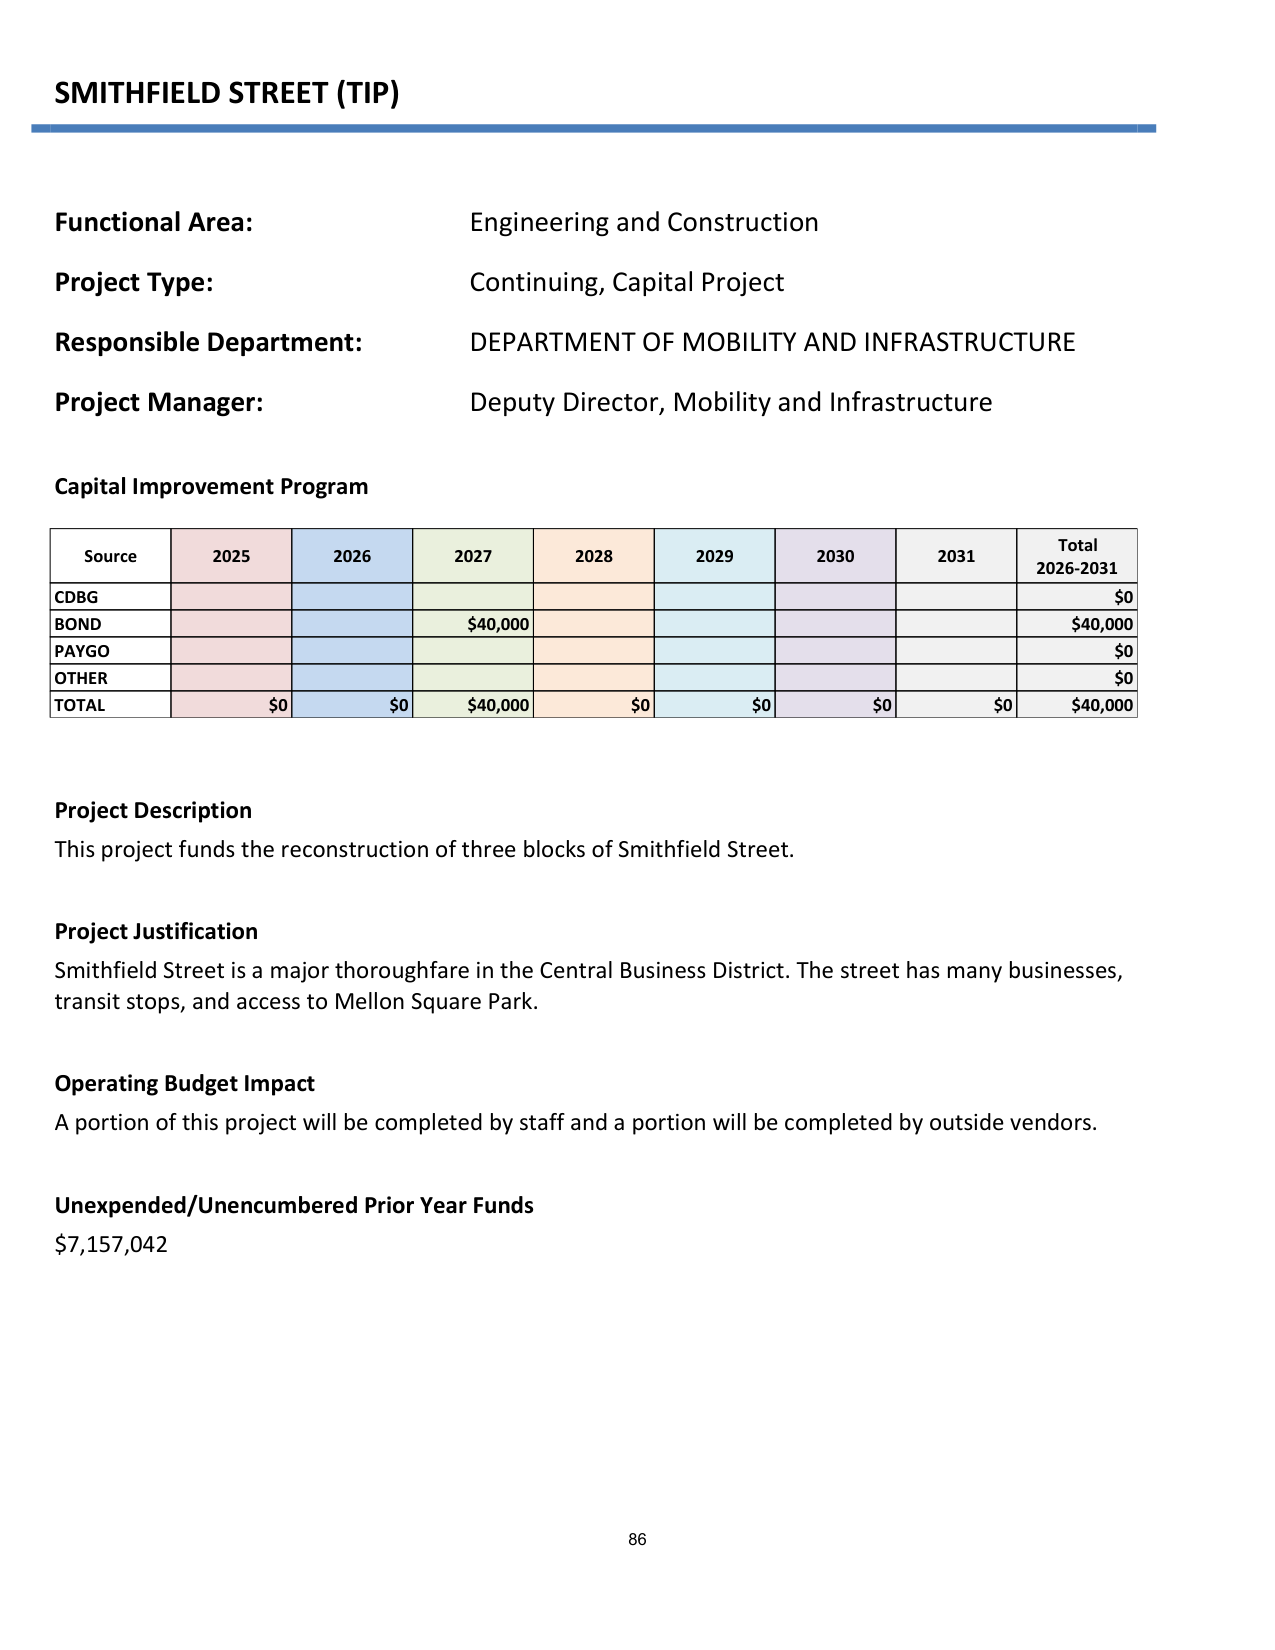 SMITHFIELD STREET (TIP)
Functional Area: Engineering and Construction
Project Type: Continuing, Capital Project
Responsible Department: DEPARTMENT OF MOBILITY AND INFRASTRUCTURE
Project Manager: Deputy Director, Mobility and Infrastructure
Capital Improvement Program
Source 2025 2026 2027 2028 2029 2030 2031 Total 2026-2031
CDBG $0
BOND $40,000 $40,000
PAYGO $0
OTHER $0
TOTAL $0 $0 $40,000 $0 $0 $0 $0 $40,000
Project Description
This project funds the reconstruction of three blocks of Smithfield Street.
Project Justification
Smithfield Street is a major thoroughfare in the Central Business District. The street has many businesses,
transit stops, and access to Mellon Square Park.
Operating Budget Impact
A portion of this project will be completed by staff and a portion will be completed by outside vendors.
Unexpended/Unencumbered Prior Year Funds
$7,157,042
86